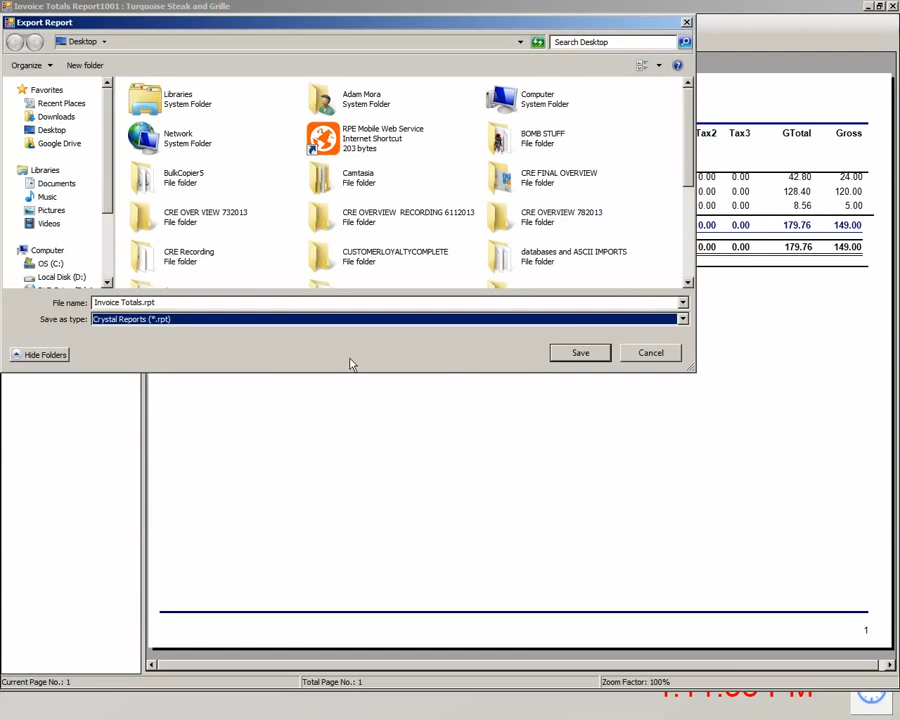 Invoice Totals Report1001 : Turquoise Steak and Grille
Export Report
Desktop
Search Desktop
Organize
New folder
Favorites
Recent Places
Downloads
Desktop
Google Drive
Libraries
Documents
Music
Pictures
Videos
Computer
OS (C:)
Local Disk (D:)
Libraries
System Folder
Adam Mora
System Folder
Computer
System Folder
Network
System Folder
RPE Mobile Web Service
Internet Shortcut
203 bytes
BOMB STUFF
File folder
BulkCopier5
File folder
Camtasia
File folder
CRE FINAL OVERVIEW
File folder
CRE OVER VIEW 732013
File folder
CRE OVERVIEW RECORDING 6112013
File folder
CRE OVERVIEW 782013
File folder
CRE Recording
File folder
CUSTOMERLOYALTYCOMPLETE
File folder
databases and ASCII IMPORTS
File folder
File name: Invoice Totals.rpt
Save as type: Crystal Reports (*.rpt)
Hide Folders
Save
Cancel
Tax2 Tax3 GTotal Gross
0.00 0.00 42.80 24.00
0.00 0.00 128.40 120.00
0.00 0.00 8.56 5.00
0.00 0.00 179.76 149.00
0.00 0.00 179.76 149.00
1
Current Page No.: 1
Total Page No.: 1
Zoom Factor: 100%